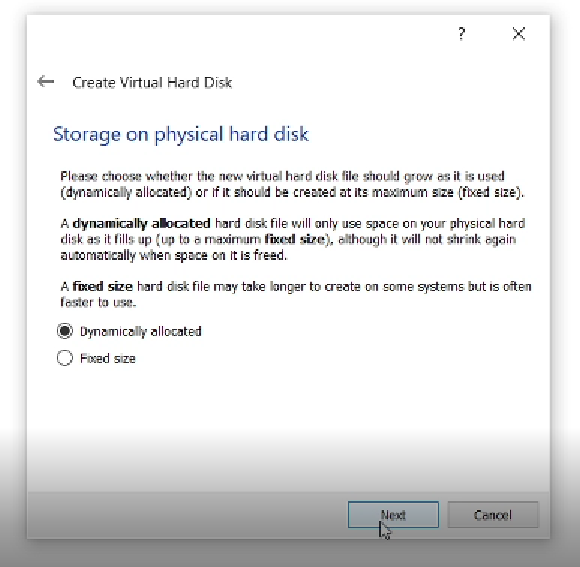 ?
Create Virtual Hard Disk
Storage on physical hard disk
Please choose whether the new virtual hard disk file should grow as it is used
(dynamically allocated) or if it should be created at its maximum size (fixed size).
A dynamically allocated hard disk file will only use space on your physical hard
disk as it fills up (up to a maximum fixed size), although it will not shrink again
automatically when space on it is freed.
A fixed size hard disk file may take longer to create on some systems but is often
faster to use.
Dynamically allocated
Fixed size
Next
Cancel